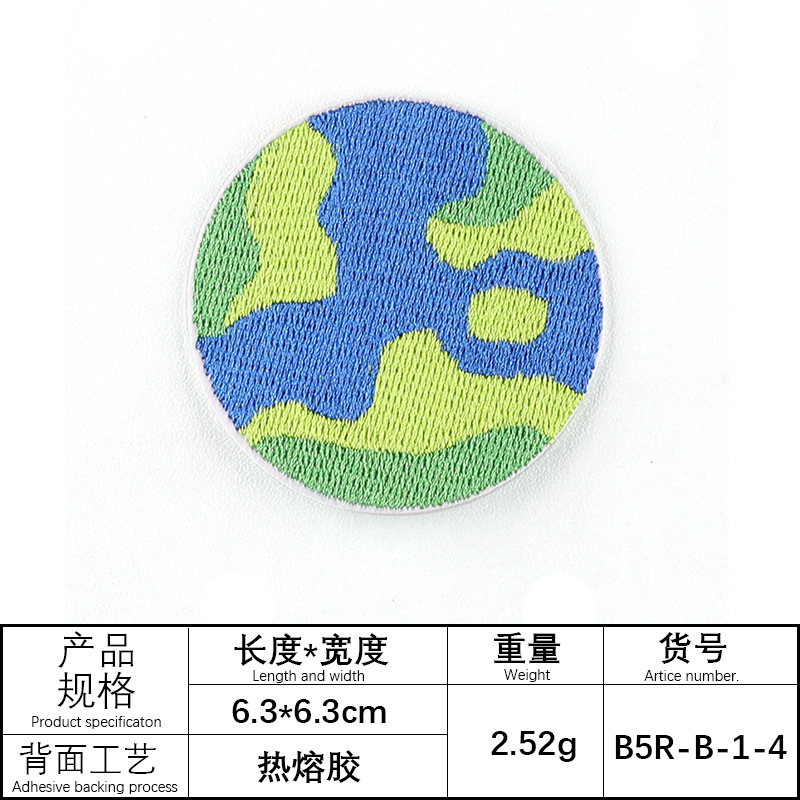 产品
规格
Product specificaton
长度*宽度
Length and width
重量
Weight
货号
Artice number.
6.3*6.3cm
2.52g
B5R-B-1-4
背面工艺
Adhesive backing process
热熔胶